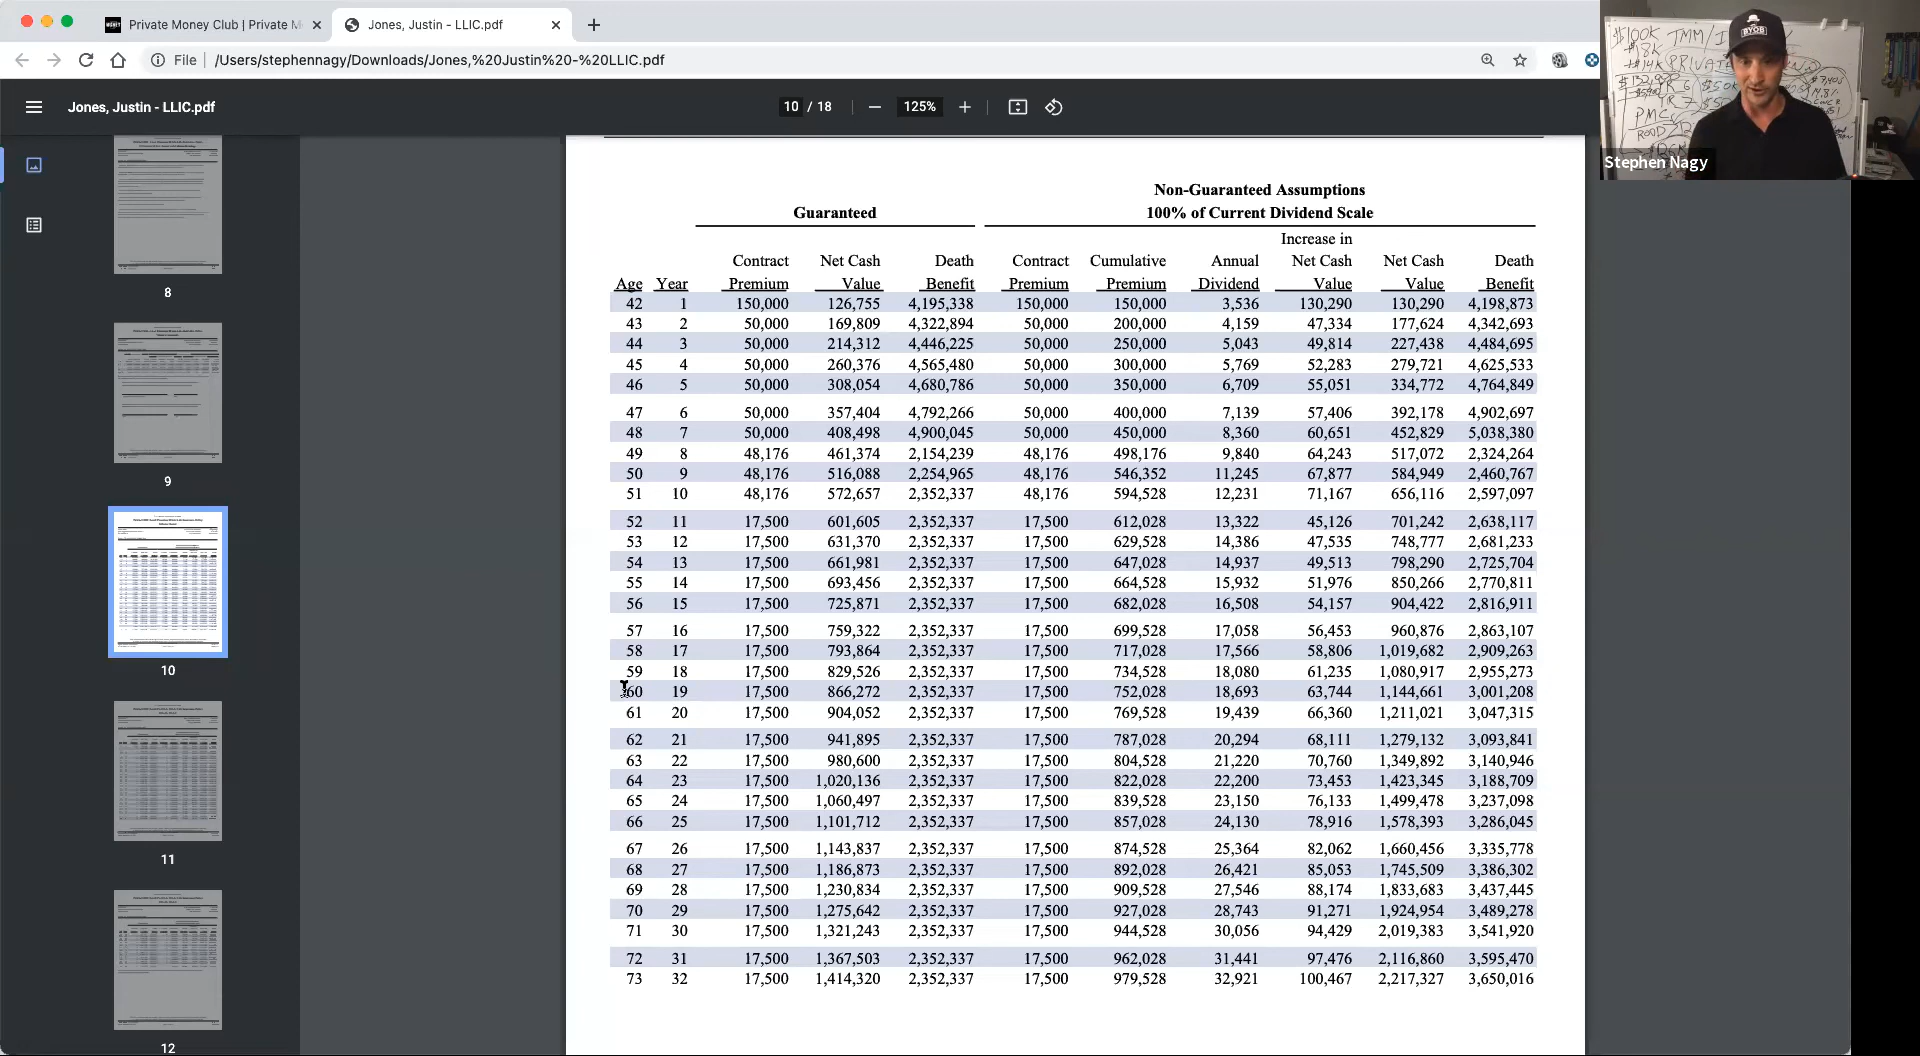 Private Money Club | Private M
Jones, Justin - LLIC.pdf
File | /Users/stephennagy/Downloads/Jones,%20Justin%20-%20LLIC.pdf
Jones, Justin - LLIC.pdf
10 / 18
125%
8
9
10
11
12
Stephen Nagy
BYOB
$100K
PMC
Non-Guaranteed Assumptions
Guaranteed 100% of Current Dividend Scale
Increase in
Contract Net Cash Death Contract Cumulative Annual Net Cash Net Cash Death
Age Year Premium Value Benefit Premium Premium Dividend Value Value Benefit
42 1 150,000 126,755 4,195,338 150,000 150,000 3,536 130,290 130,290 4,198,873
43 2 50,000 169,809 4,322,894 50,000 200,000 4,159 47,334 177,624 4,342,693
44 3 50,000 214,312 4,446,225 50,000 250,000 5,043 49,814 227,438 4,484,695
45 4 50,000 260,376 4,565,480 50,000 300,000 5,769 52,283 279,721 4,625,533
46 5 50,000 308,054 4,680,786 50,000 350,000 6,709 55,051 334,772 4,764,849
47 6 50,000 357,404 4,792,266 50,000 400,000 7,139 57,406 392,178 4,902,697
48 7 50,000 408,498 4,900,045 50,000 450,000 8,360 60,651 452,829 5,038,380
49 8 48,176 461,374 2,154,239 48,176 498,176 9,840 64,243 517,072 2,324,264
50 9 48,176 516,088 2,254,965 48,176 546,352 11,245 67,877 584,949 2,460,767
51 10 48,176 572,657 2,352,337 48,176 594,528 12,231 71,167 656,116 2,597,097
52 11 17,500 601,605 2,352,337 17,500 612,028 13,322 45,126 701,242 2,638,117
53 12 17,500 631,370 2,352,337 17,500 629,528 14,386 47,535 748,777 2,681,233
54 13 17,500 661,981 2,352,337 17,500 647,028 14,937 49,513 798,290 2,725,704
55 14 17,500 693,456 2,352,337 17,500 664,528 15,932 51,976 850,266 2,770,811
56 15 17,500 725,871 2,352,337 17,500 682,028 16,508 54,157 904,422 2,816,911
57 16 17,500 759,322 2,352,337 17,500 699,528 17,058 56,453 960,876 2,863,107
58 17 17,500 793,864 2,352,337 17,500 717,028 17,566 58,806 1,019,682 2,909,263
59 18 17,500 829,526 2,352,337 17,500 734,528 18,080 61,235 1,080,917 2,955,273
60 19 17,500 866,272 2,352,337 17,500 752,028 18,693 63,744 1,144,661 3,001,208
61 20 17,500 904,052 2,352,337 17,500 769,528 19,439 66,360 1,211,021 3,047,315
62 21 17,500 941,895 2,352,337 17,500 787,028 20,294 68,111 1,279,132 3,093,841
63 22 17,500 980,600 2,352,337 17,500 804,528 21,220 70,760 1,349,892 3,140,946
64 23 17,500 1,020,136 2,352,337 17,500 822,028 22,200 73,453 1,423,345 3,188,709
65 24 17,500 1,060,497 2,352,337 17,500 839,528 23,150 76,133 1,499,478 3,237,098
66 25 17,500 1,101,712 2,352,337 17,500 857,028 24,130 78,916 1,578,393 3,286,045
67 26 17,500 1,143,837 2,352,337 17,500 874,528 25,364 82,062 1,660,456 3,335,778
68 27 17,500 1,186,873 2,352,337 17,500 892,028 26,421 85,053 1,745,509 3,386,302
69 28 17,500 1,230,834 2,352,337 17,500 909,528 27,546 88,174 1,833,683 3,437,445
70 29 17,500 1,275,642 2,352,337 17,500 927,028 28,743 91,271 1,924,954 3,489,278
71 30 17,500 1,321,243 2,352,337 17,500 944,528 30,056 94,429 2,019,383 3,541,920
72 31 17,500 1,367,503 2,352,337 17,500 962,028 31,441 97,476 2,116,860 3,595,470
73 32 17,500 1,414,320 2,352,337 17,500 979,528 32,921 100,467 2,217,327 3,650,016